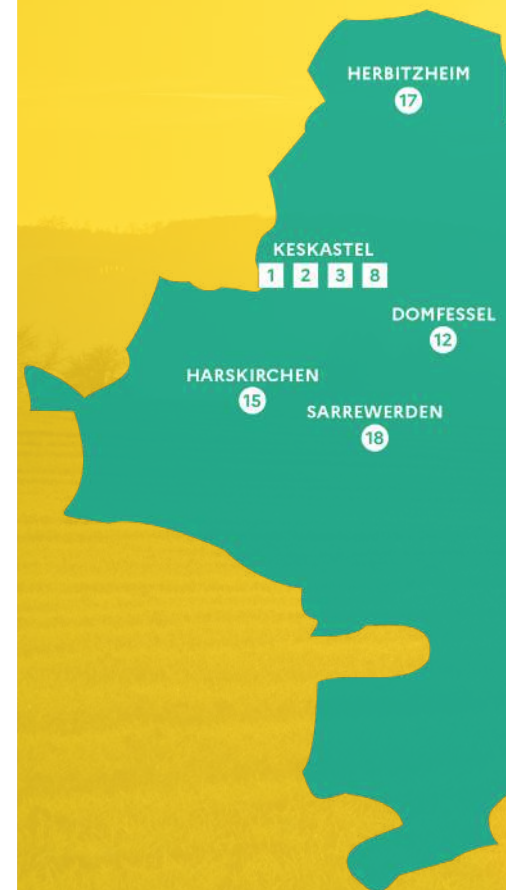 HERBITZHEIM
17
KESKASTEL
1 2 3 8
DOMFESSEL
12
HARSKIRCHEN
15
SARREWERDEN
18